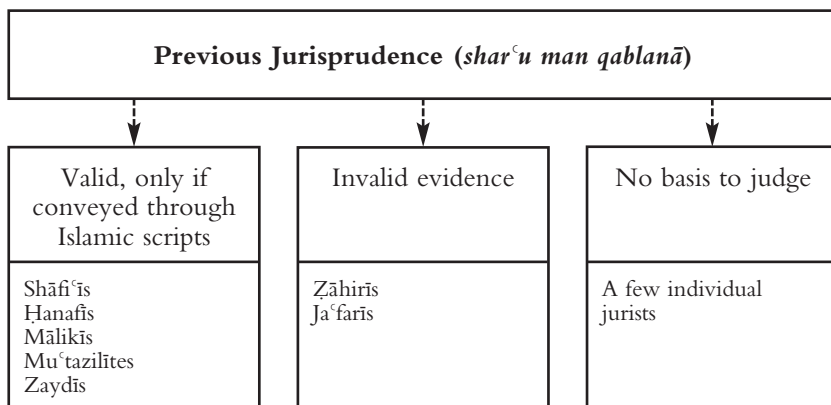 Previous Jurisprudence (sharʿu man qablanā)
Valid, only if
conveyed through
Islamic scripts
Shāfiʿīs
Ḥanafīs
Mālikīs
Muʿtazilītes
Zaydīs
Invalid evidence
Ẓāhirīs
Jaʿfarīs
No basis to judge
A few individual
jurists